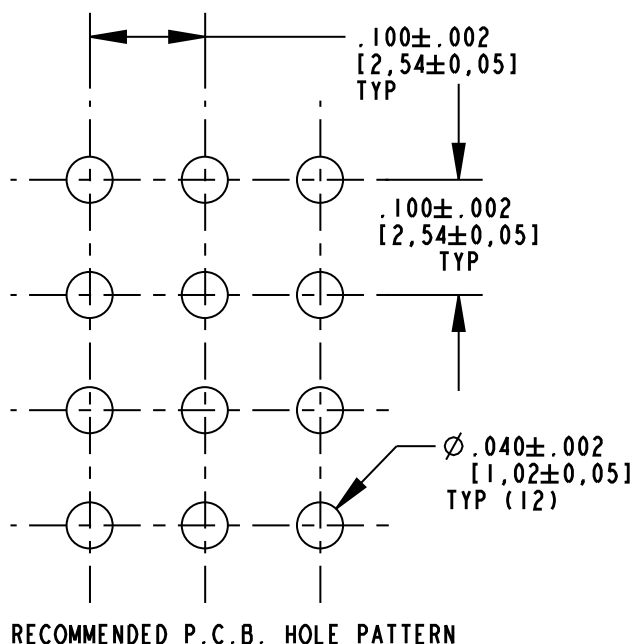 .100±.002
[2,54±0,05]
TYP
.100±.002
[2,54±0,05]
TYP
Ø .040±.002
[1,02±0,05]
TYP (12)
RECOMMENDED P.C.B. HOLE PATTERN